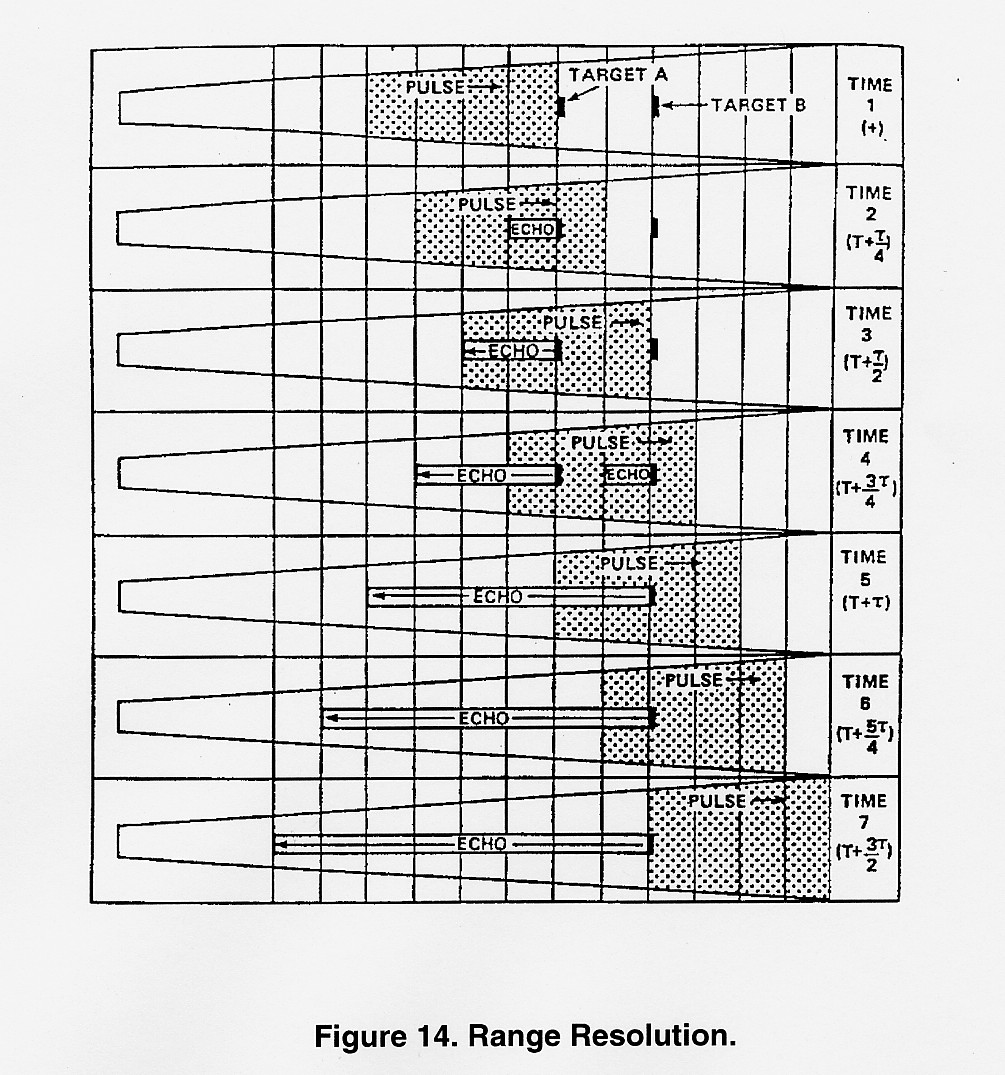 TARGET A
PULSE
TARGET B
TIME
1
(+)
PULSE
ECHO
TIME
2
(T+τ/4)
PULSE
ECHO
TIME
3
(T+τ/2)
PULSE
ECHO
ECHO
TIME
4
(T+3τ/4)
PULSE
ECHO
TIME
5
(T+τ)
PULSE
ECHO
TIME
6
(T+5τ/4)
PULSE
ECHO
TIME
7
(T+3τ/2)
Figure 14. Range Resolution.